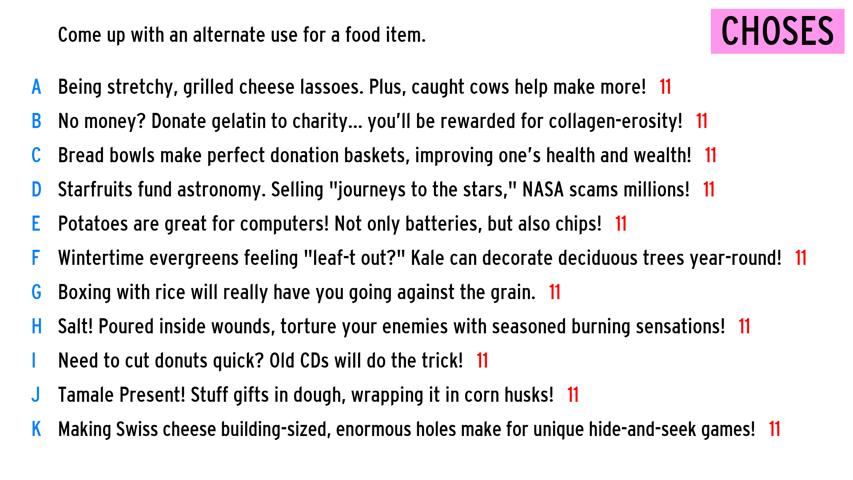 Come up with an alternate use for a food item.
CHOSES
A Being stretchy, grilled cheese lassoes. Plus, caught cows help make more! 11
B No money? Donate gelatin to charity... you'll be rewarded for collagen-erosity! 11
C Bread bowls make perfect donation baskets, improving one's health and wealth! 11
D Starfruits fund astronomy. Selling "journeys to the stars," NASA scams millions! 11
E Potatoes are great for computers! Not only batteries, but also chips! 11
F Wintertime evergreens feeling "leaf-t out?" Kale can decorate deciduous trees year-round! 11
G Boxing with rice will really have you going against the grain. 11
H Salt! Poured inside wounds, torture your enemies with seasoned burning sensations! 11
I Need to cut donuts quick? Old CDs will do the trick! 11
J Tamale Present! Stuff gifts in dough, wrapping it in corn husks! 11
K Making Swiss cheese building-sized, enormous holes make for unique hide-and-seek games! 11